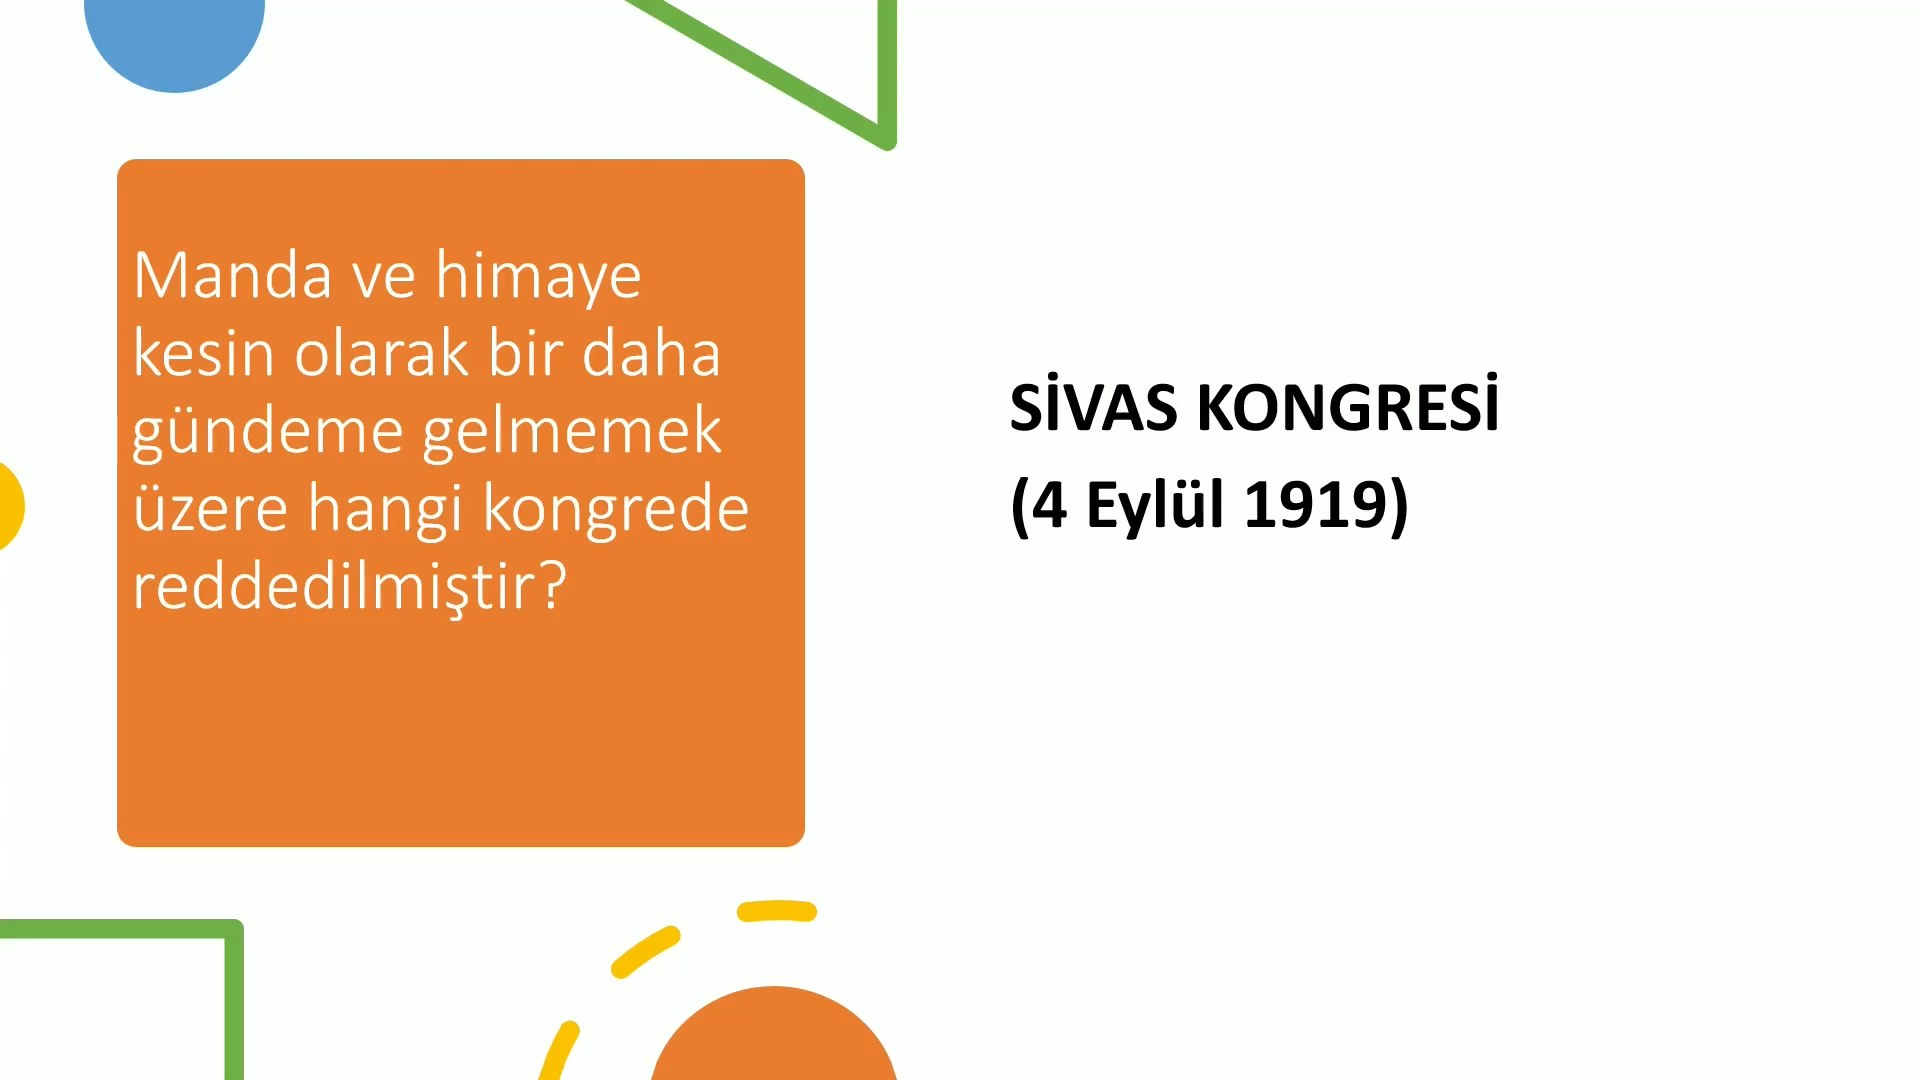 Manda ve himaye
kesin olarak bir daha
gündeme gelmemek
üzere hangi kongrede
reddedilmiştir?
SİVAS KONGRESİ
(4 Eylül 1919)